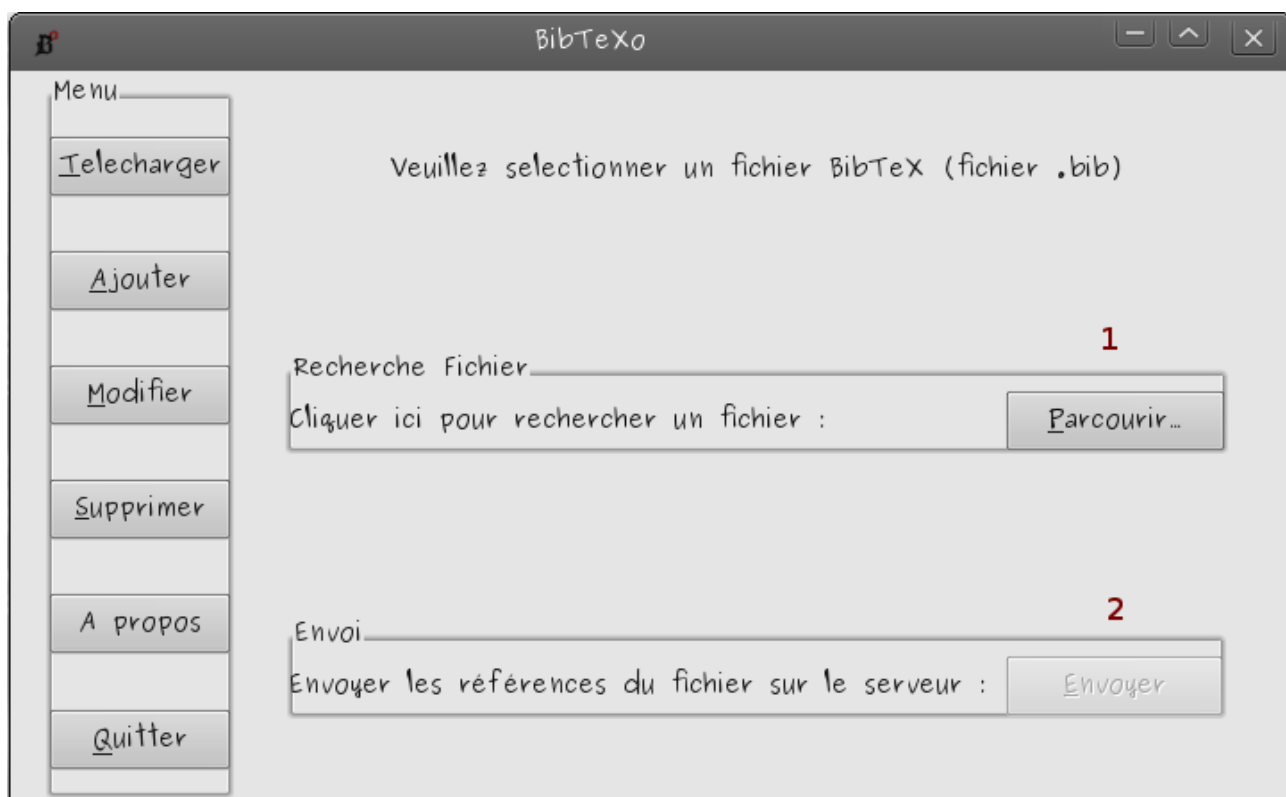 BibTeXo
Menu
Telecharger
Veuillez selectionner un fichier BibTeX (fichier .bib)
Ajouter
1
Recherche Fichier
Modifier
Cliquer ici pour rechercher un fichier :
Parcourir...
Supprimer
2
A propos
Envoi
Envoyer les références du fichier sur le serveur :
Envoyer
Quitter